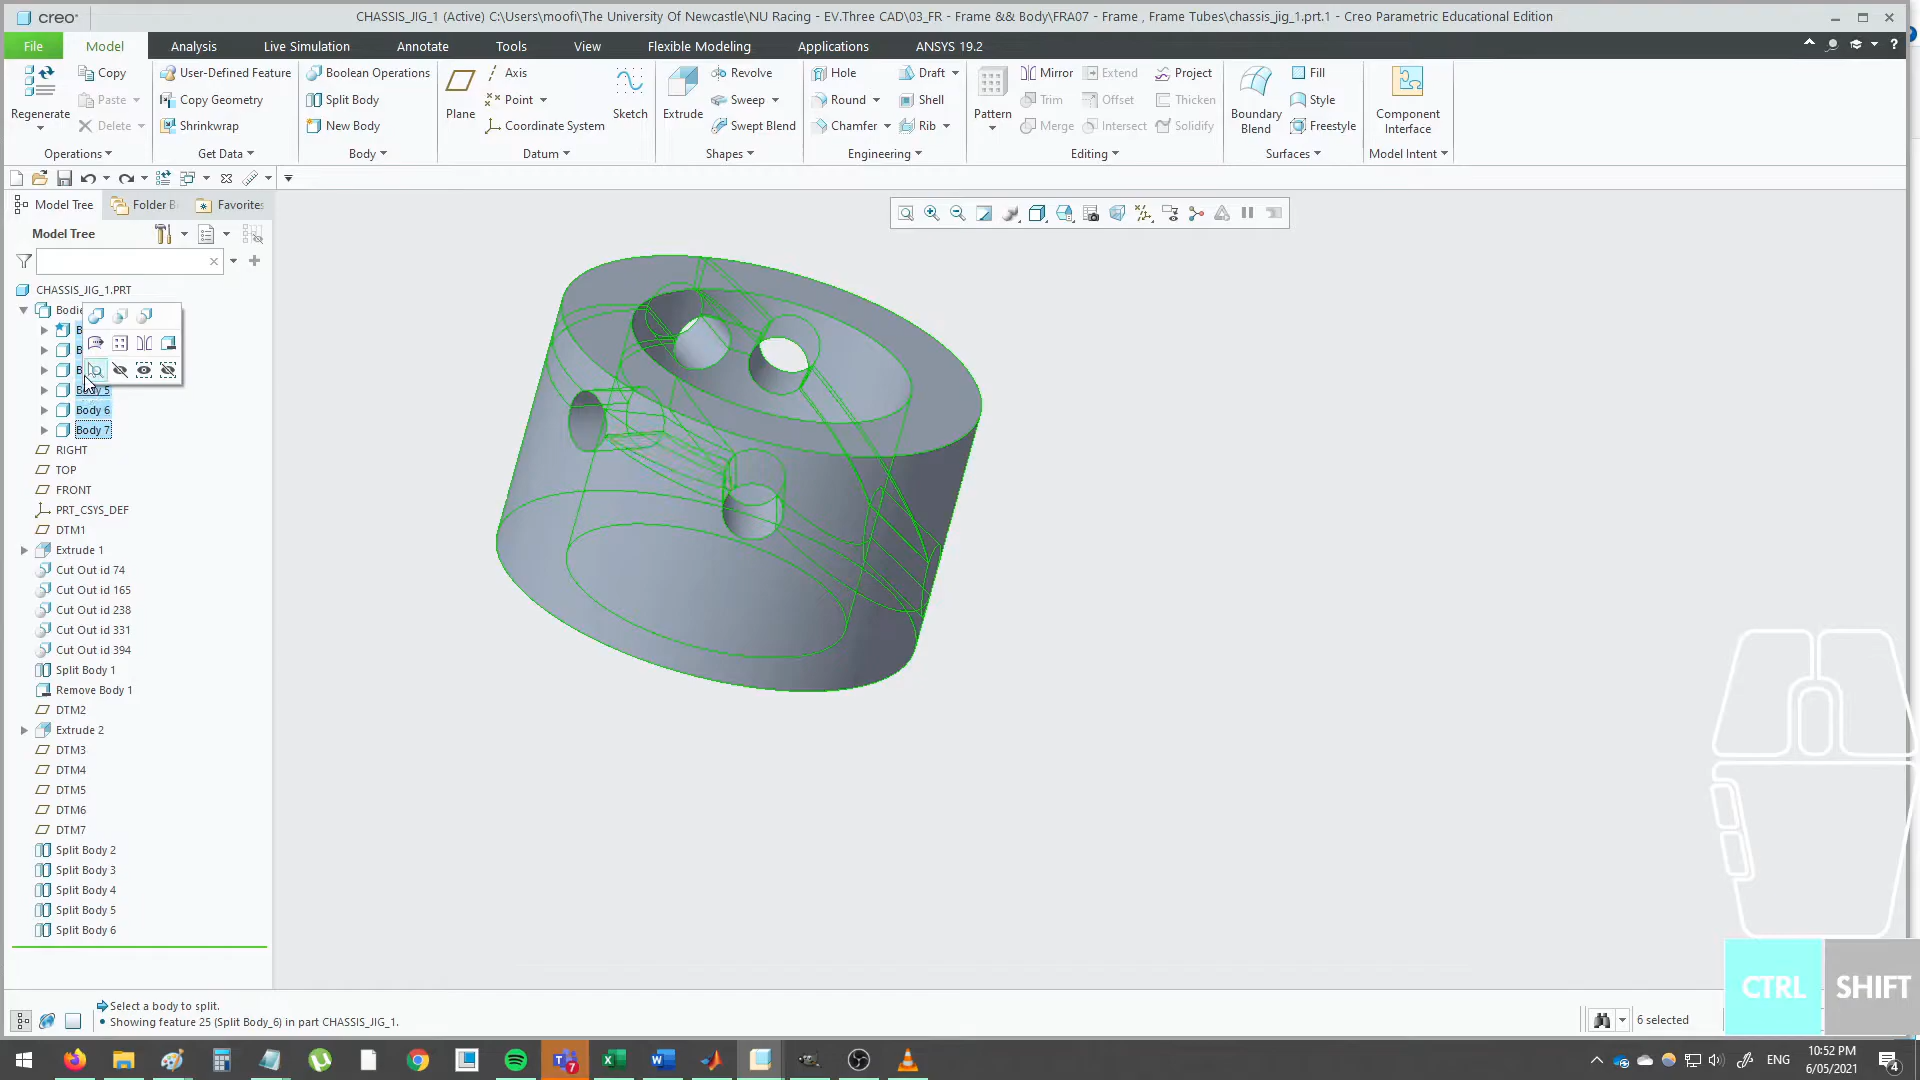 creo
CHASSIS_JIG_1 (Active) C:\Users\moofi\The University Of Newcastle\NU Racing - EV.Three CAD\03_FR - Frame && Body\FRA07 - Frame , Frame Tubes\chassis_jig_1.prt.1 - Creo Parametric Educational Edition
File Model Analysis Live Simulation Annotate Tools View Flexible Modeling Applications ANSYS 19.2
Regenerate
Copy
Paste
Delete
Operations
User-Defined Feature
Copy Geometry
Shrinkwrap
Get Data
Boolean Operations
Split Body
New Body
Body
Plane
Axis
Point
Coordinate System
Sketch
Datum
Extrude
Revolve
Sweep
Swept Blend
Shapes
Hole
Round
Chamfer
Draft
Shell
Rib
Engineering
Pattern
Mirror
Trim
Merge
Extend
Offset
Intersect
Project
Thicken
Solidify
Editing
Boundary Blend
Fill
Style
Freestyle
Surfaces
Component Interface
Model Intent
Model Tree Folder B Favorites
Model Tree
CHASSIS_JIG_1.PRT
Bodie
B
B
B
Body 5
Body 6
Body 7
RIGHT
TOP
FRONT
PRT_CSYS_DEF
DTM1
Extrude 1
Cut Out id 74
Cut Out id 165
Cut Out id 238
Cut Out id 331
Cut Out id 394
Split Body 1
Remove Body 1
DTM2
Extrude 2
DTM3
DTM4
DTM5
DTM6
DTM7
Split Body 2
Split Body 3
Split Body 4
Split Body 5
Split Body 6
CTRL SHIFT
Select a body to split.
Showing feature 25 (Split Body_6) in part CHASSIS_JIG_1.
6 selected
7
ENG
10:52 PM
6/05/2021
4